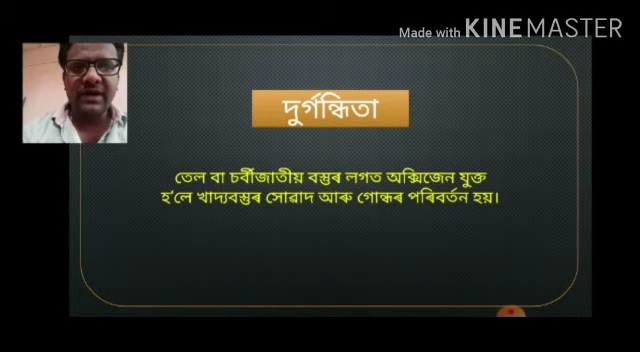 Made with KINEMASTER
দুৰ্গন্ধিতা
তেল বা চৰ্বীজাতীয় বস্তুৰ লগত অক্সিজেন যুক্ত
হ'লে খাদ্যবস্তুৰ সোৱাদ আৰু গোন্ধৰ পৰিবৰ্তন হয়।